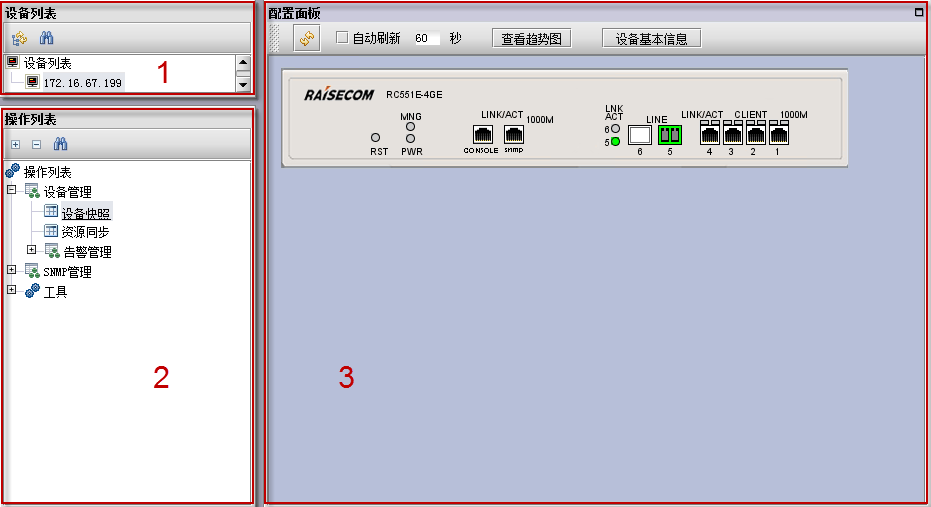 设备列表
设备列表
172.16.67.199
1
操作列表
操作列表
设备管理
设备快照
资源同步
告警管理
SNMP管理
工具
2
配置面板
自动刷新 60 秒 查看趋势图 设备基本信息
RAISECOM RC551E-4GE
MNG
RST PWR
LINK/ACT 1000M
CONSOLE snmp
LNK
ACT
6
5
LINE
6 5
LINK/ACT CLIENT 1000M
4 3 2 1
3